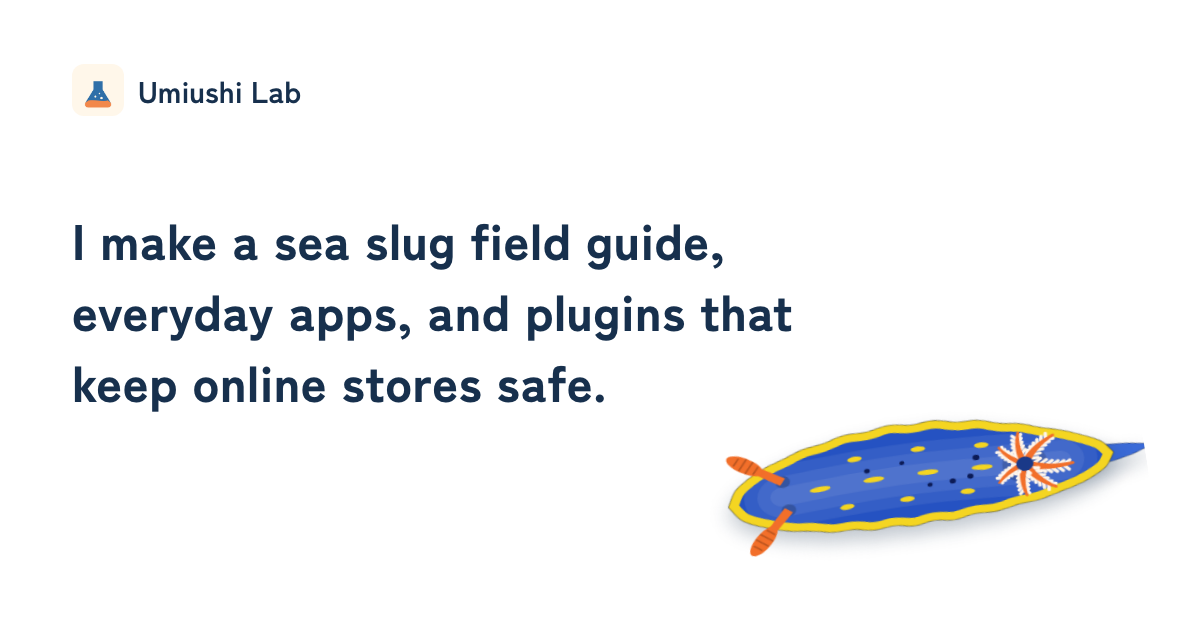 Umiushi Lab
I make a sea slug field guide,
everyday apps, and plugins that
keep online stores safe.